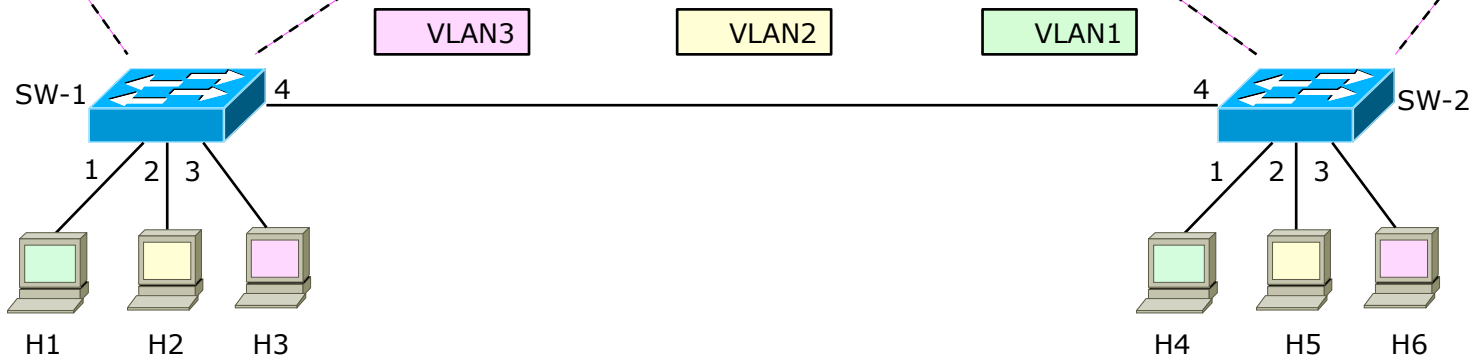 VLAN3 VLAN2 VLAN1
SW-1 4 4 SW-2
1 2 3 1 2 3
H1 H2 H3 H4 H5 H6